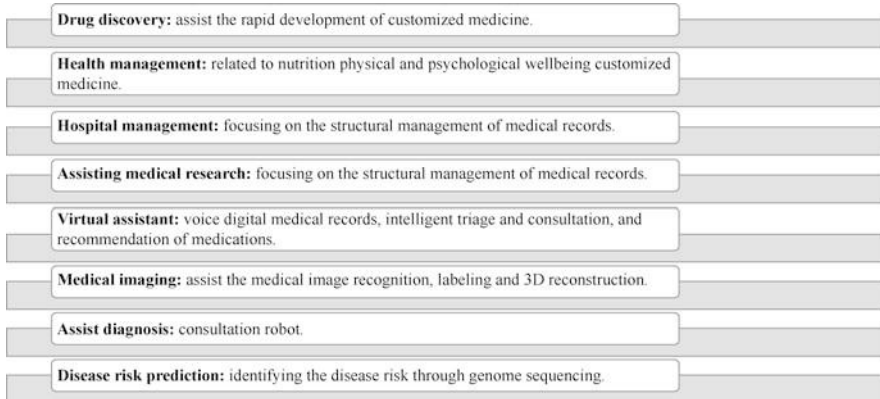 Drug discovery: assist the rapid development of customized medicine.
Health management: related to nutrition physical and psychological wellbeing customized
medicine.
Hospital management: focusing on the structural management of medical records.
Assisting medical research: focusing on the structural management of medical records.
Virtual assistant: voice digital medical records, intelligent triage and consultation, and
recommendation of medications.
Medical imaging: assist the medical image recognition, labeling and 3D reconstruction.
Assist diagnosis: consultation robot.
Disease risk prediction: identifying the disease risk through genome sequencing.